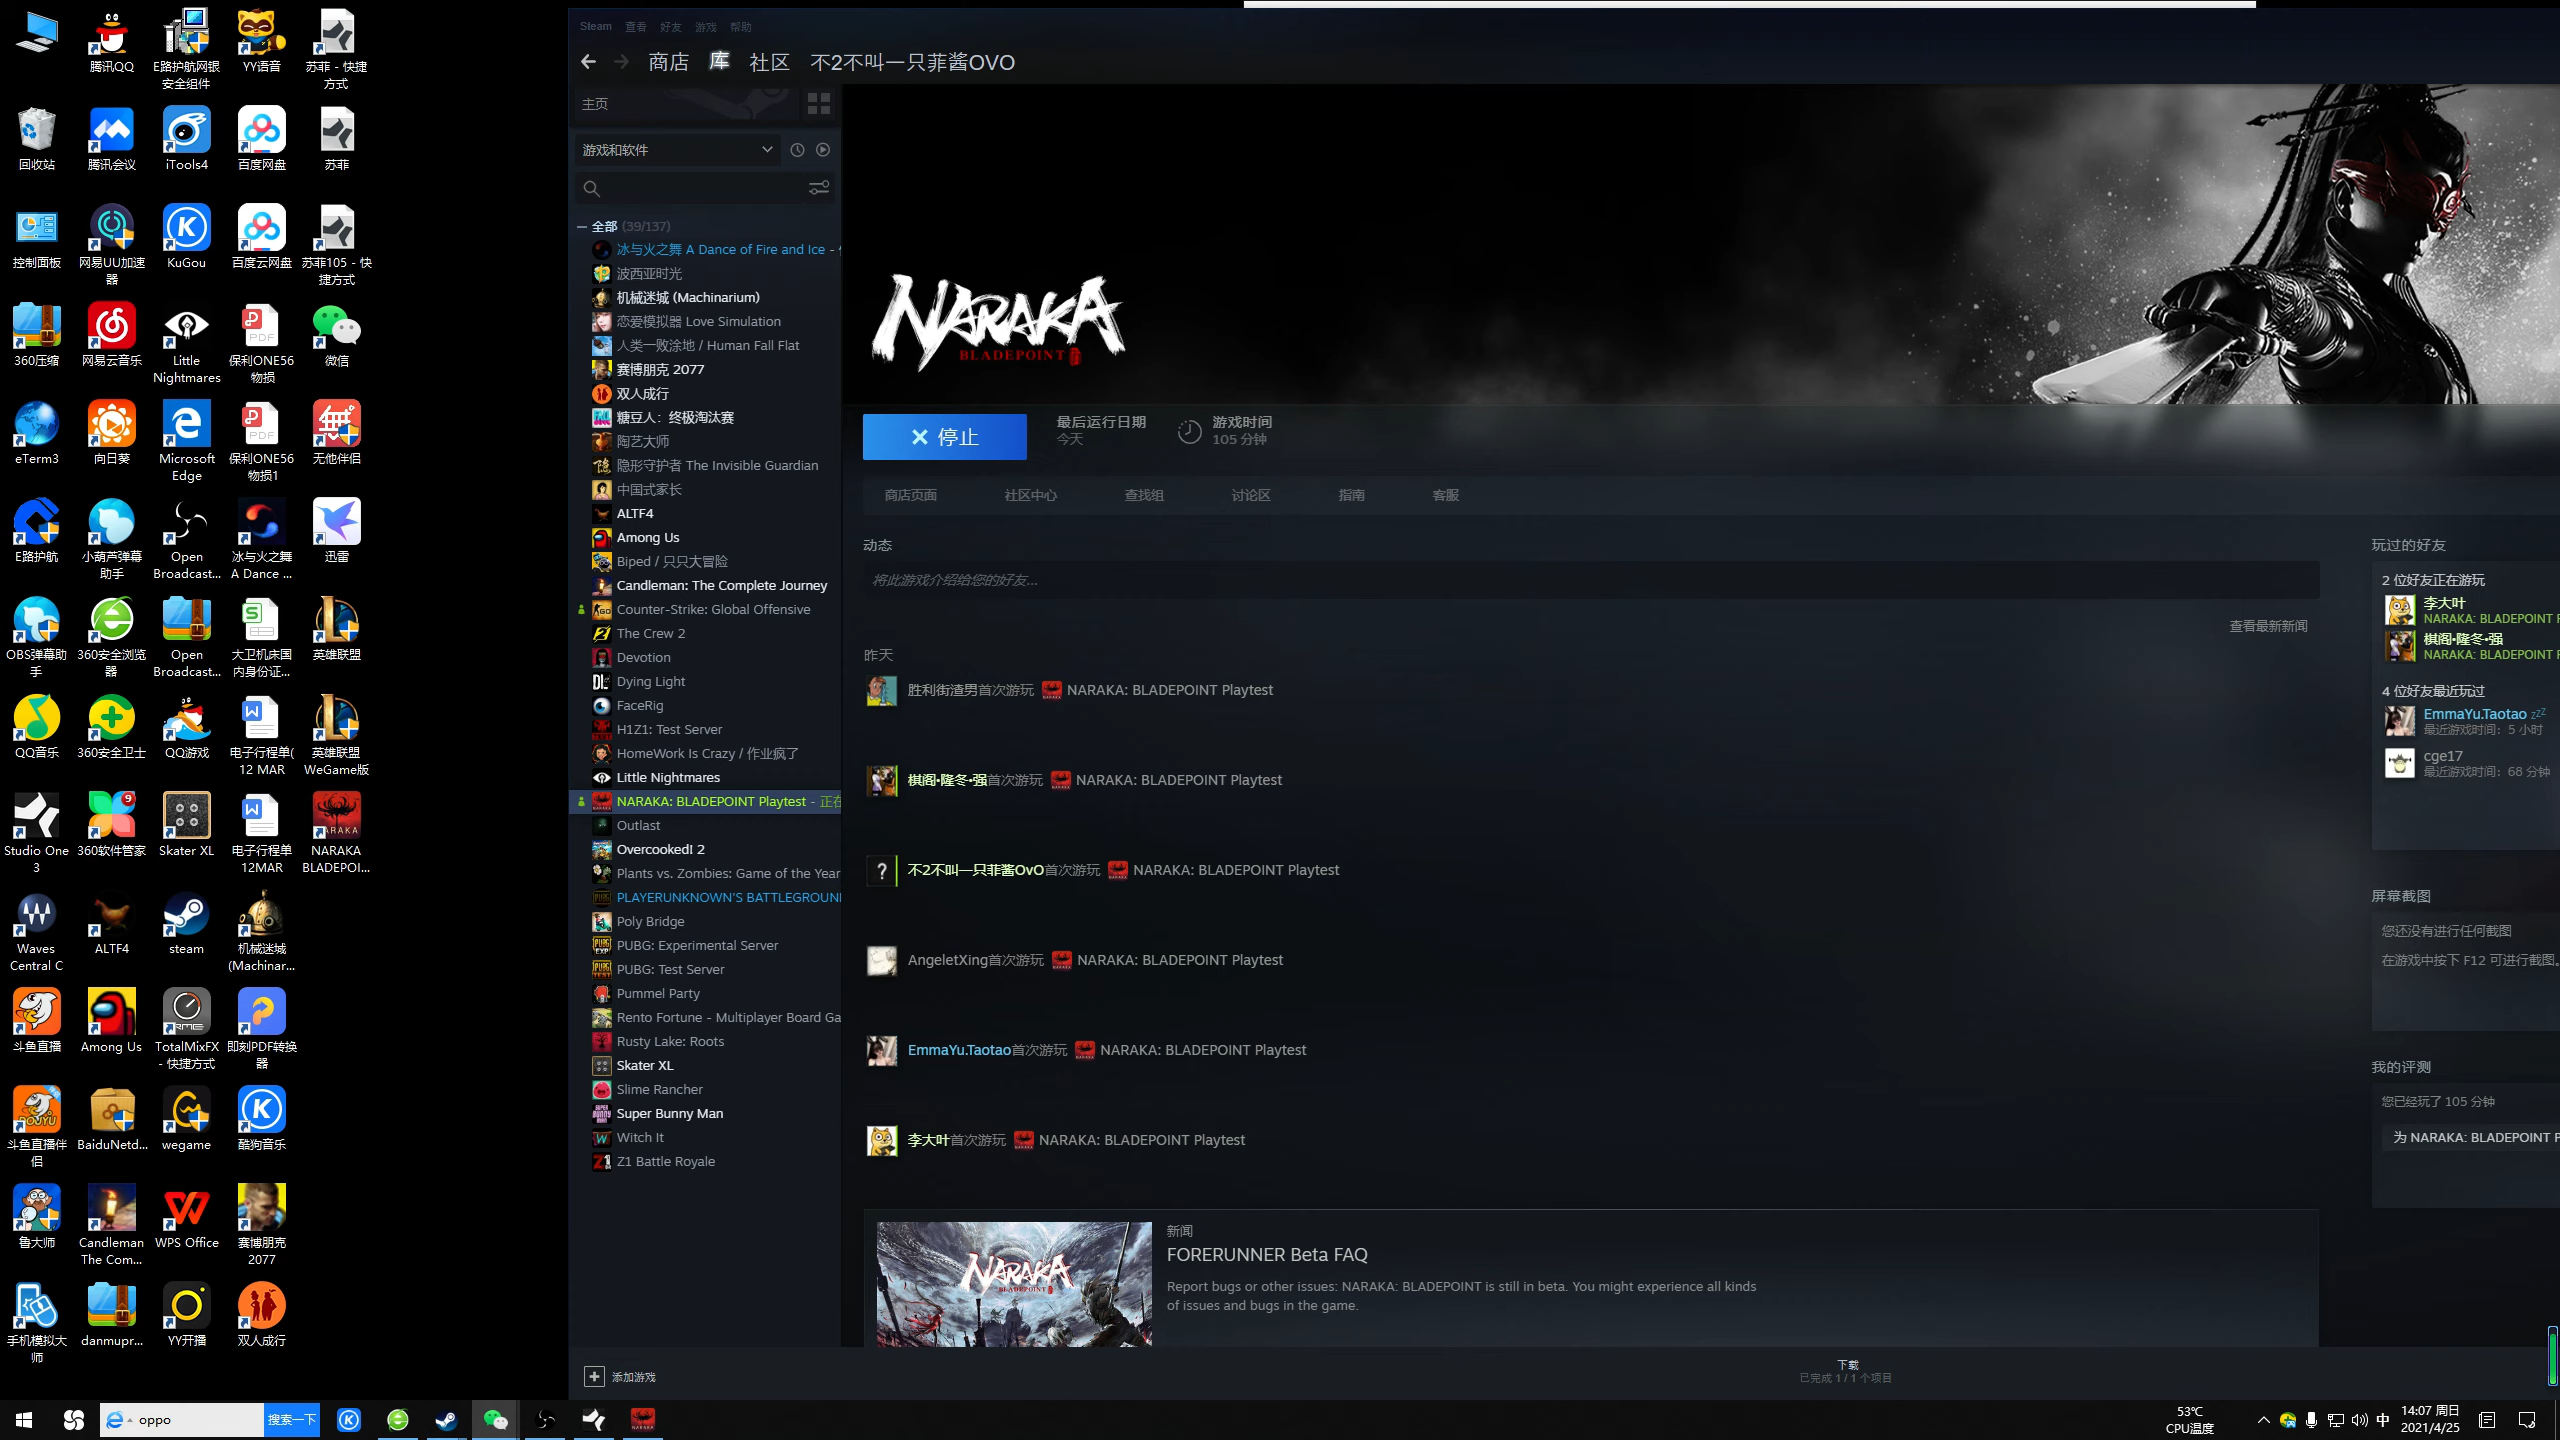 腾讯QQ
E路护航网银
安全组件
YY语音
苏菲 - 快捷
方式
回收站
腾讯会议
iTools4
百度网盘
苏菲
控制面板
网易UU加速
器
KuGou
百度云网盘
苏菲105 - 快
捷方式
360压缩
网易云音乐
Little
Nightmares
保利ONE56
物损
微信
eTerm3
向日葵
Microsoft
Edge
保利ONE56
物损1
无他伴侣
E路护航
小葫芦弹幕
助手
Open
Broadcast...
冰与火之舞
A Dance ...
迅雷
OBS弹幕助
手
360安全浏览
器
Open
Broadcast...
大卫机床国
内身份证...
英雄联盟
QQ音乐
360安全卫士
QQ游戏
电子行程单(
12 MAR
英雄联盟
WeGame版
Studio One
3
360软件管家
Skater XL
电子行程单
12MAR
NARAKA
BLADEPOI...
Waves
Central C
ALTF4
steam
机械迷城
(Machinar...
斗鱼直播
Among Us
TotalMixFX
- 快捷方式
即刻PDF转换
器
斗鱼直播伴
侣
BaiduNetd...
wegame
酷狗音乐
鲁大师
Candleman
The Com...
WPS Office
赛博朋克
2077
手机模拟大
师
danmupr...
YY开播
双人成行
Steam 查看 好友 游戏 帮助
商店 库 社区 不2不叫一只菲酱OVO
主页
游戏和软件
全部 (39/137)
冰与火之舞 A Dance of Fire and Ice -
波西亚时光
机械迷城 (Machinarium)
恋爱模拟器 Love Simulation
人类一败涂地 / Human Fall Flat
赛博朋克 2077
双人成行
糖豆人：终极淘汰赛
陶艺大师
隐形守护者 The Invisible Guardian
中国式家长
ALTF4
Among Us
Biped / 只只大冒险
Candleman: The Complete Journey
Counter-Strike: Global Offensive
The Crew 2
Devotion
Dying Light
FaceRig
H1Z1: Test Server
HomeWork Is Crazy / 作业疯了
Little Nightmares
NARAKA: BLADEPOINT Playtest - 正在
Outlast
Overcooked! 2
Plants vs. Zombies: Game of the Year
PLAYERUNKNOWN'S BATTLEGROUN
Poly Bridge
PUBG: Experimental Server
PUBG: Test Server
Pummel Party
Rento Fortune - Multiplayer Board Ga
Rusty Lake: Roots
Skater XL
Slime Rancher
Super Bunny Man
Witch It
Z1 Battle Royale
添加游戏
NARAKA
BLADEPOINT
停止
最后运行日期
今天
游戏时间
105 分钟
商店页面 社区中心 查找组 讨论区 指南 客服
动态
将此游戏介绍给您的好友...
查看最新新闻
昨天
胜利街渣男首次游玩 NARAKA: BLADEPOINT Playtest
棋阁•隆冬•强首次游玩 NARAKA: BLADEPOINT Playtest
不2不叫一只菲酱OvO首次游玩 NARAKA: BLADEPOINT Playtest
AngeletXing首次游玩 NARAKA: BLADEPOINT Playtest
EmmaYu.Taotao首次游玩 NARAKA: BLADEPOINT Playtest
李大叶首次游玩 NARAKA: BLADEPOINT Playtest
NARAKA
BLADEPOINT
新闻
FORERUNNER Beta FAQ
Report bugs or other issues: NARAKA: BLADEPOINT is still in beta. You might experience all kinds
of issues and bugs in the game.
玩过的好友
2 位好友正在游玩
李大叶
NARAKA: BLADEPOINT P
棋阁•隆冬•强
NARAKA: BLADEPOINT P
4 位好友最近玩过
EmmaYu.Taotao zzZ
最近游戏时间：5 小时
cge17
最近游戏时间：68 分钟
屏幕截图
您还没有进行任何截图
在游戏中按下 F12 可进行截图。
我的评测
您已经玩了 105 分钟
为 NARAKA: BLADEPOINT P
下载
已完成 1 / 1 个项目
oppo
搜索一下
53℃
CPU温度
中
14:07 周日
2021/4/25